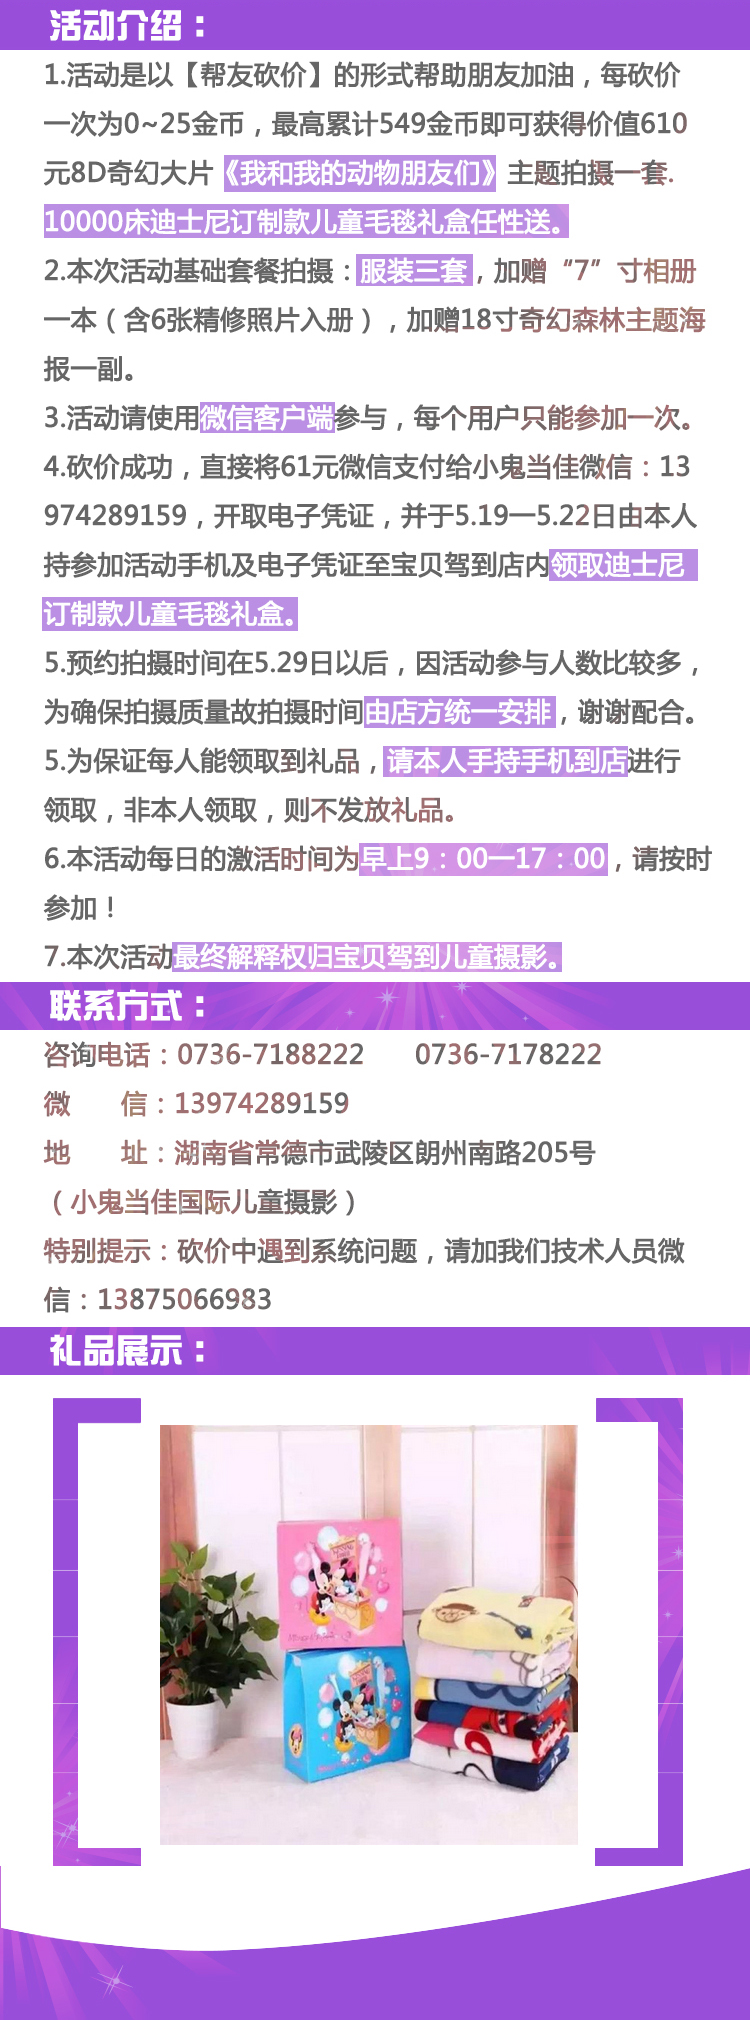 活动介绍：
1.活动是以【帮友砍价】的形式帮助朋友加油，每砍价
一次为0~25金币，最高累计549金币即可获得价值610
元8D奇幻大片《我和我的动物朋友们》主题拍摄一套.
10000床迪士尼订制款儿童毛毯礼盒任性送。
2.本次活动基础套餐拍摄：服装三套，加赠“7”寸相册
一本（含6张精修照片入册），加赠18寸奇幻森林主题海
报一副。
3.活动请使用微信客户端参与，每个用户只能参加一次。
4.砍价成功，直接将61元微信支付给小鬼当佳微信：13
974289159，开取电子凭证，并于5.19一5.22日由本人
持参加活动手机及电子凭证至宝贝驾到店内领取迪士尼
订制款儿童毛毯礼盒。
5.预约拍摄时间在5.29日以后，因活动参与人数比较多，
为确保拍摄质量故拍摄时间由店方统一安排，谢谢配合。
5.为保证每人能领取到礼品，请本人手持手机到店进行
领取，非本人领取，则不发放礼品。
6.本活动每日的激活时间为早上9：00一17：00，请按时
参加！
7.本次活动最终解释权归宝贝驾到儿童摄影。
联系方式：
咨询电话：0736-7188222 0736-7178222
微 信：13974289159
地 址：湖南省常德市武陵区朗州南路205号
（小鬼当佳国际儿童摄影）
特别提示：砍价中遇到系统问题，请加我们技术人员微
信：13875066983
礼品展示：